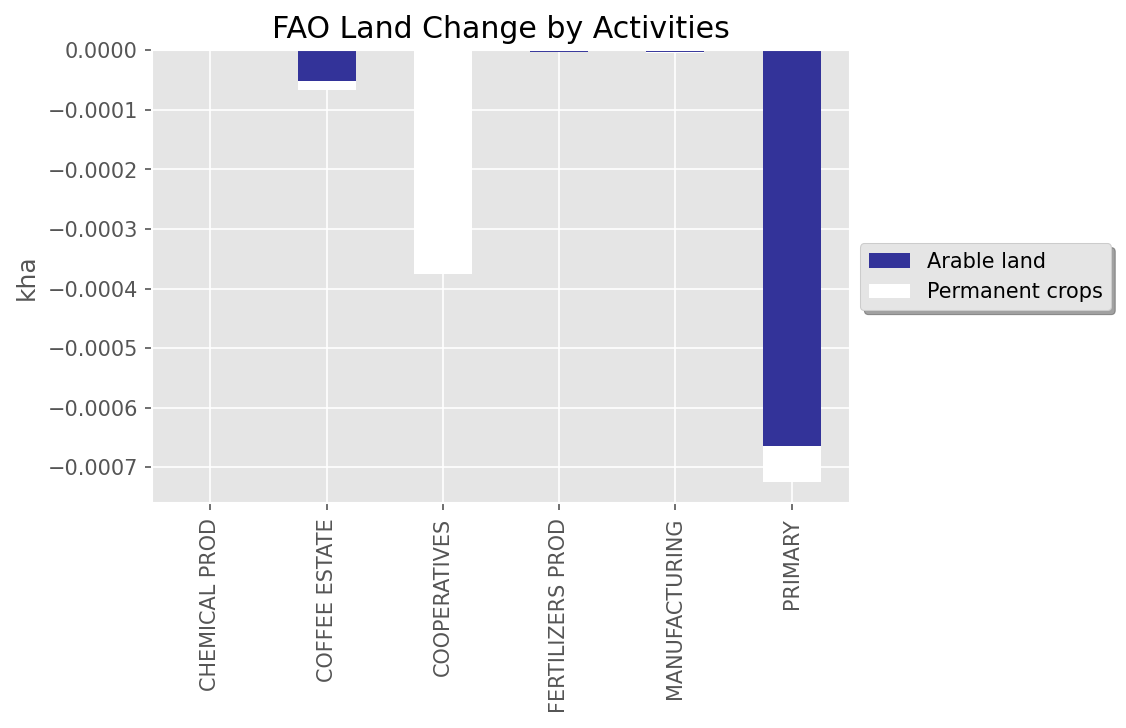 FAO Land Change by Activities
0.0000
−0.0001
−0.0002
−0.0003
−0.0004
−0.0005
−0.0006
−0.0007
kha
CHEMICAL PROD
COFFEE ESTATE
COOPERATIVES
FERTILIZERS PROD
MANUFACTURING
PRIMARY
Arable land
Permanent crops